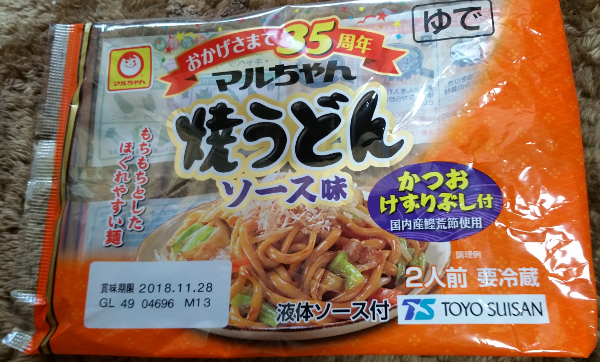 ゆで
おかげさまで35周年
マルちゃん
マルちゃん
焼うどん
ソース味
もちもちとした
ほぐれやすい麺
かつお
けずりぶし付
国内産鰹荒節使用
調理例
2人前 要冷蔵
賞味期限 2018.11.28
GL 49 04696 M13
液体ソース付
TS TOYO SUISAN